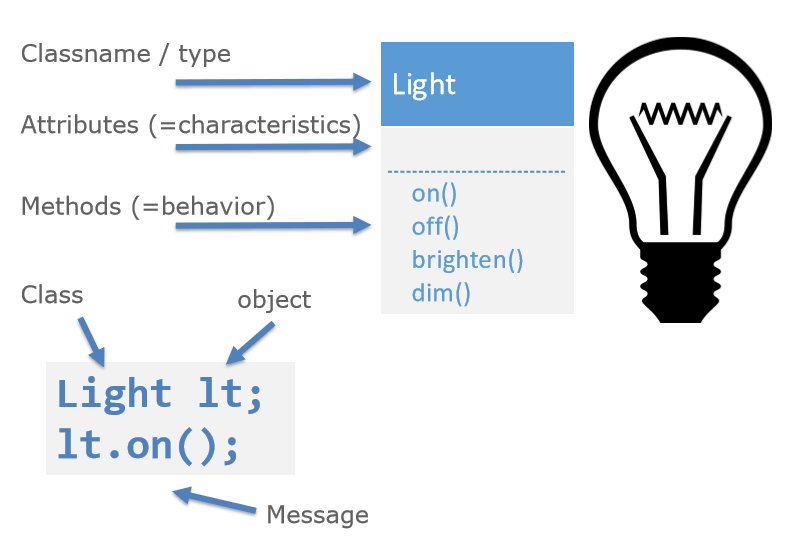 Classname / type
Light
Attributes (=characteristics)
Methods (=behavior)
on()
off()
brighten()
dim()
Class
object
Light lt;
lt.on();
Message